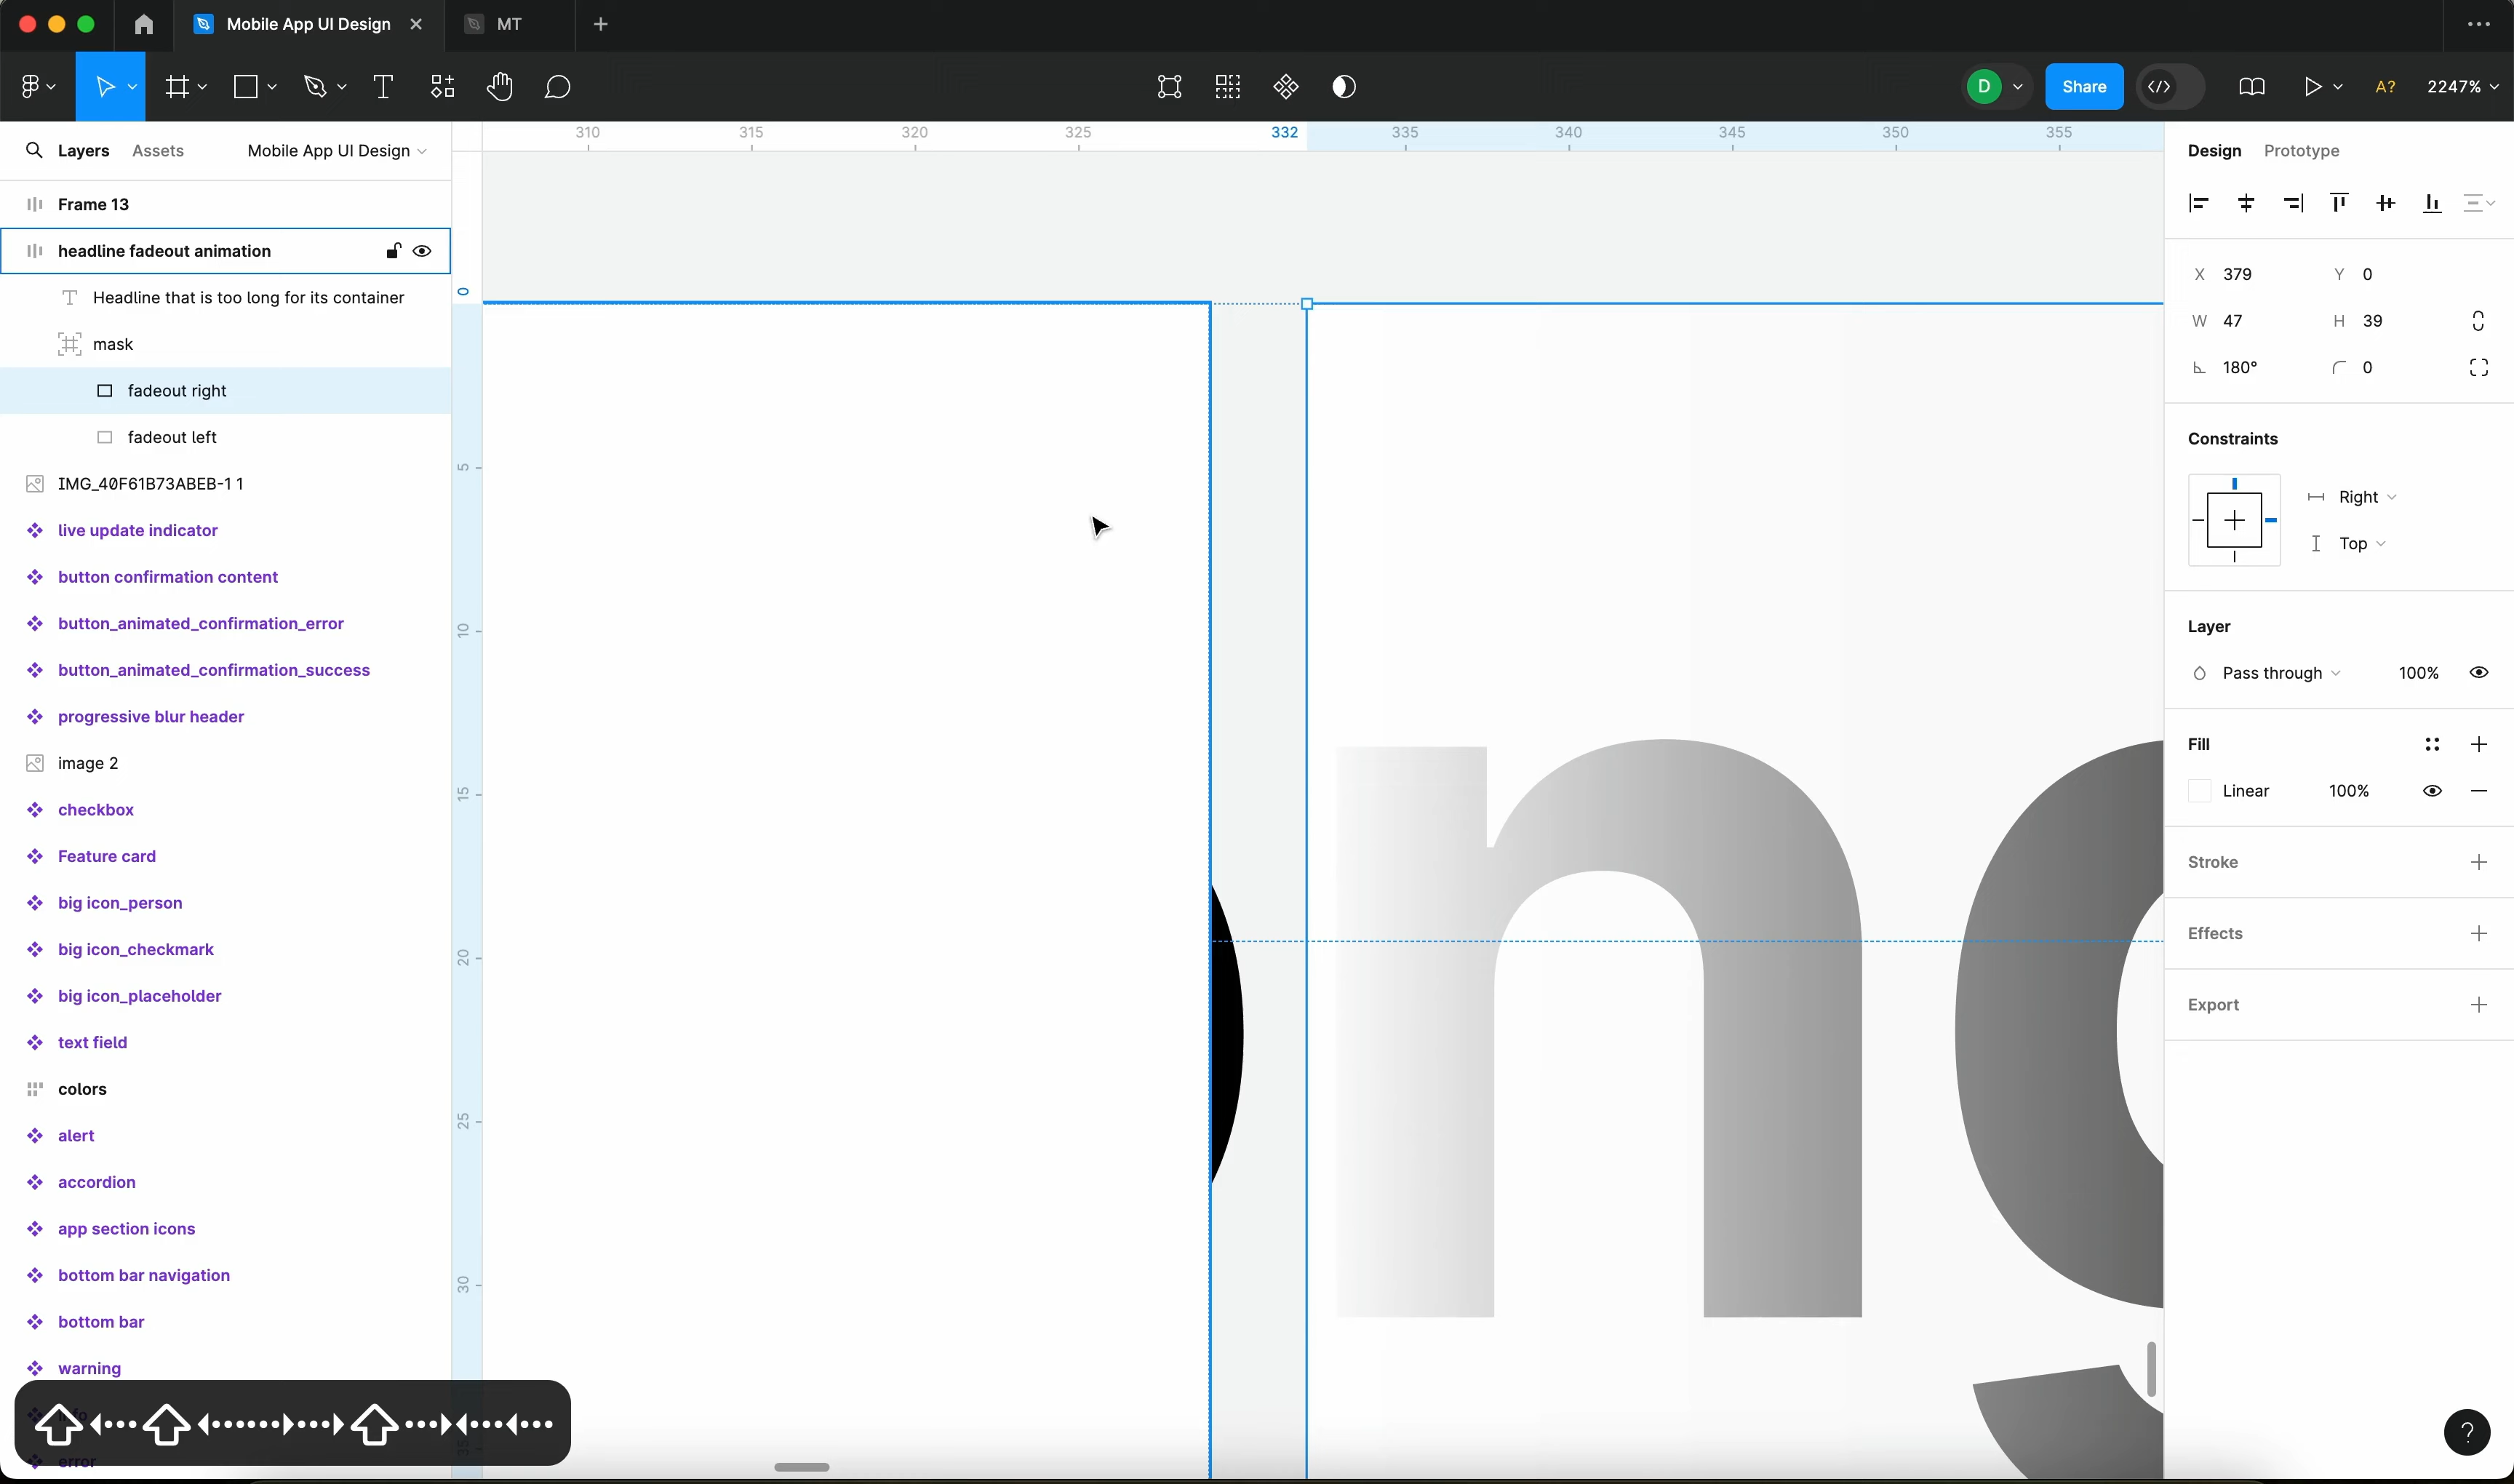 Mobile App UI Design
MT
D
Share
A?
2247%
Layers
Assets
Mobile App UI Design
310
315
320
325
332
335
340
345
350
355
Design
Prototype
Frame 13
headline fadeout animation
Headline that is too long for its container
mask
fadeout right
fadeout left
IMG_40F61B73ABEB-1 1
live update indicator
button confirmation content
button_animated_confirmation_error
button_animated_confirmation_success
progressive blur header
image 2
checkbox
Feature card
big icon_person
big icon_checkmark
big icon_placeholder
text field
colors
alert
accordion
app section icons
bottom bar navigation
bottom bar
warning
error
0
5
10
15
20
25
30
n
X 379
Y 0
W 47
H 39
180°
0
Constraints
Right
Top
Layer
Pass through
100%
Fill
Linear
100%
Stroke
Effects
Export
?